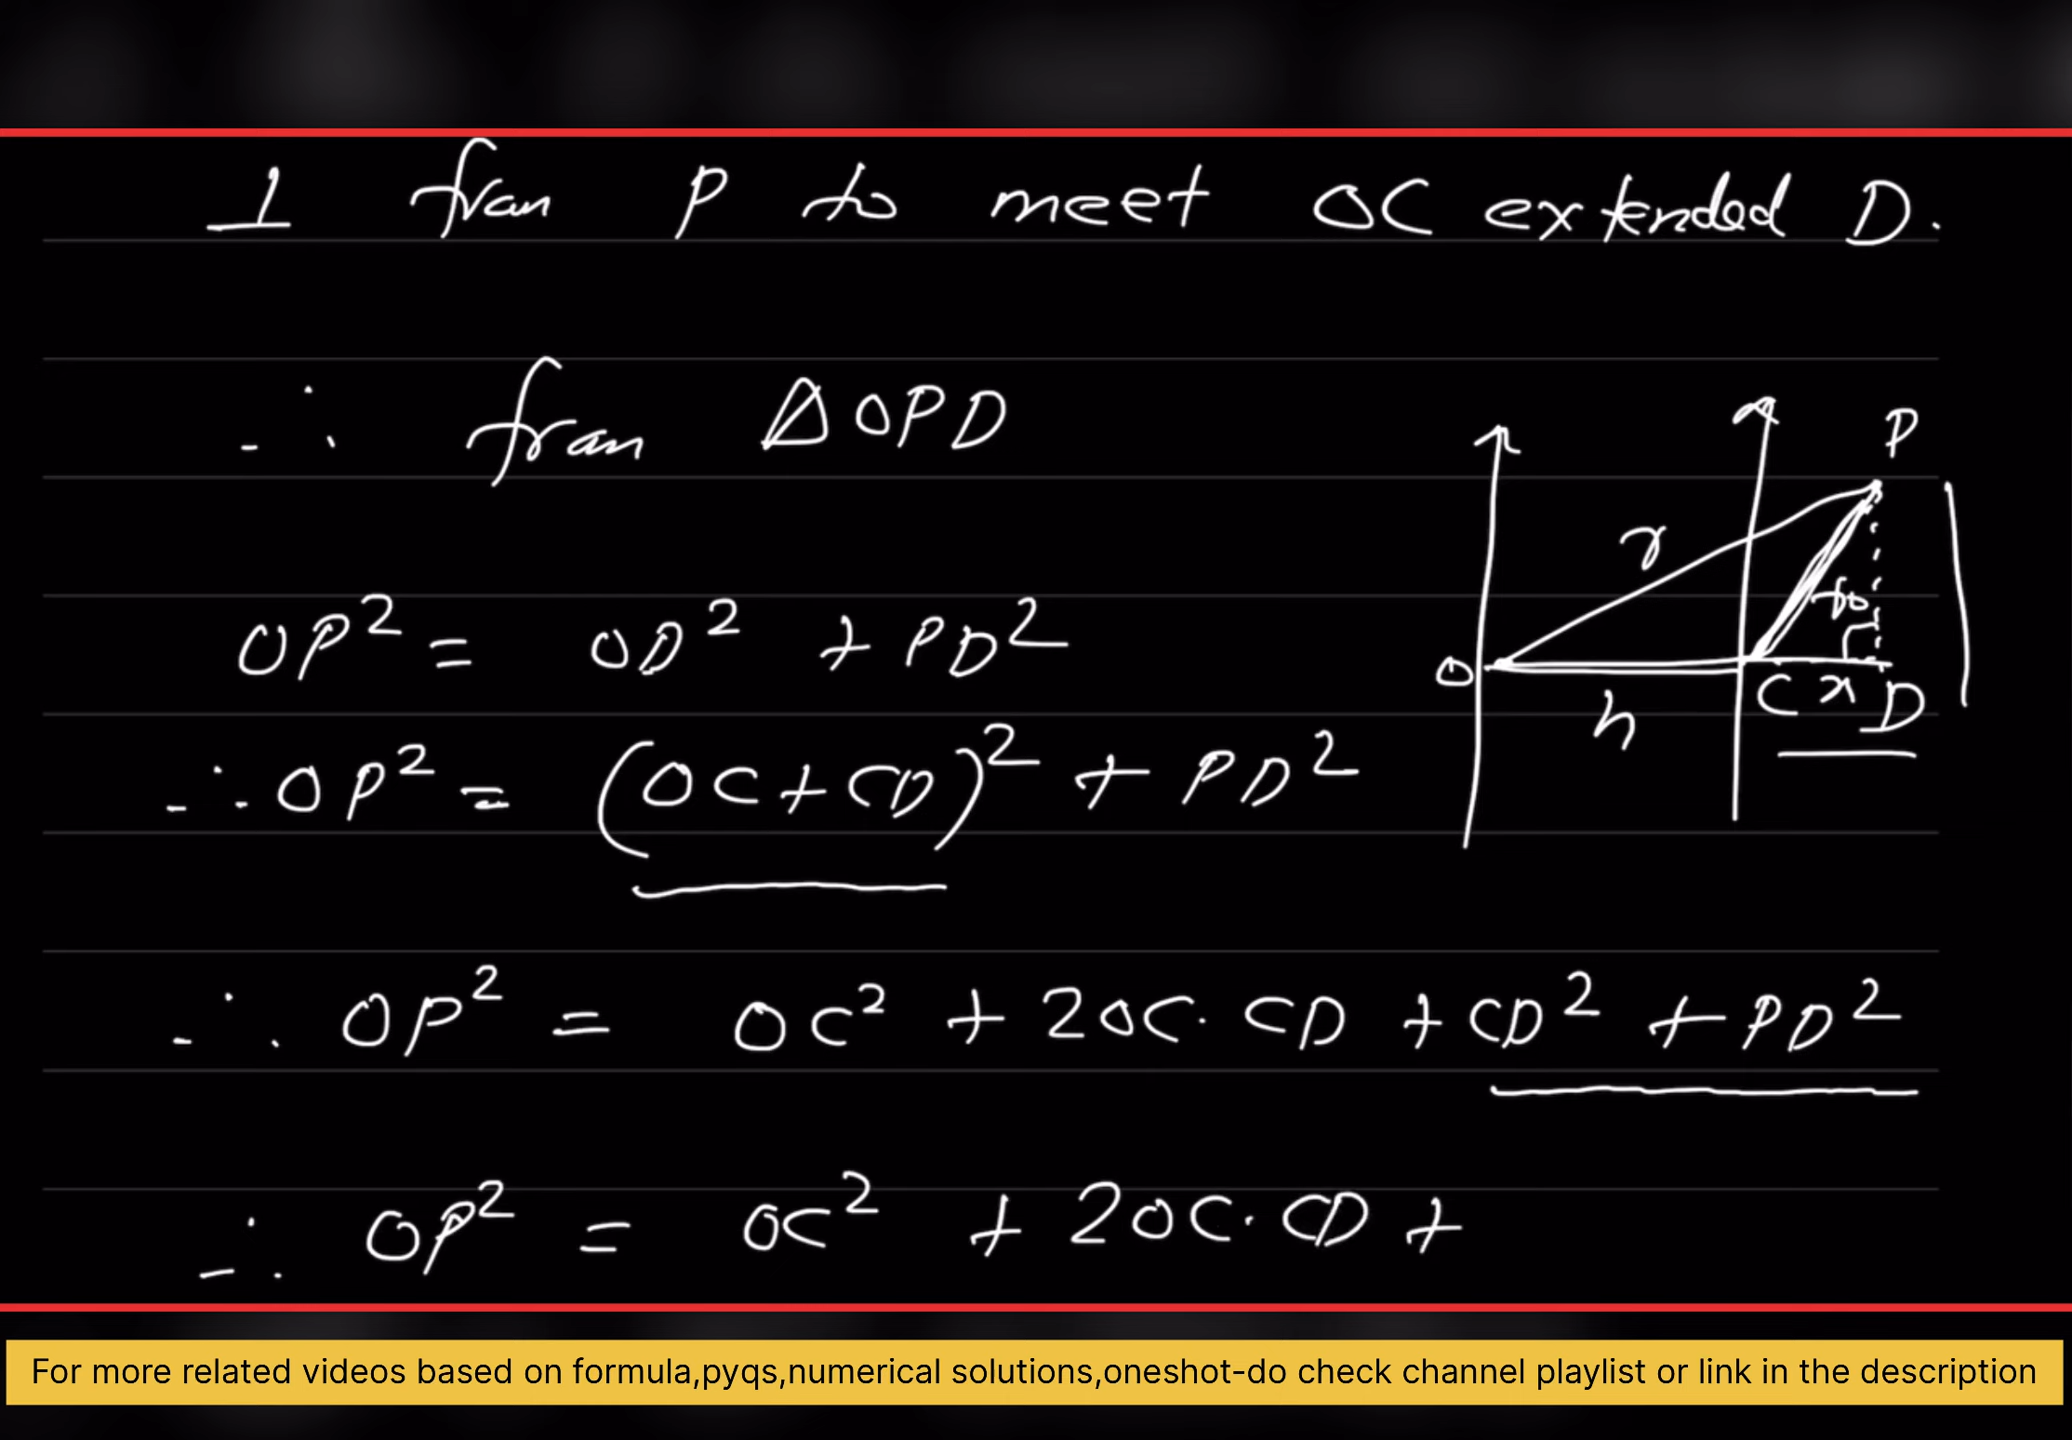 ⊥ from P to meet OC extended D.
∴ from ΔOPD
OP² = OD² + PD²
∴ OP² = (OC+CD)² + PD²
∴ OP² = OC² + 2OC·CD + CD² + PD²
∴ OP² = OC² + 2OC·CD +
P
r
r₀
O
C x D
h
For more related videos based on formula,pyqs,numerical solutions,oneshot-do check channel playlist or link in the description